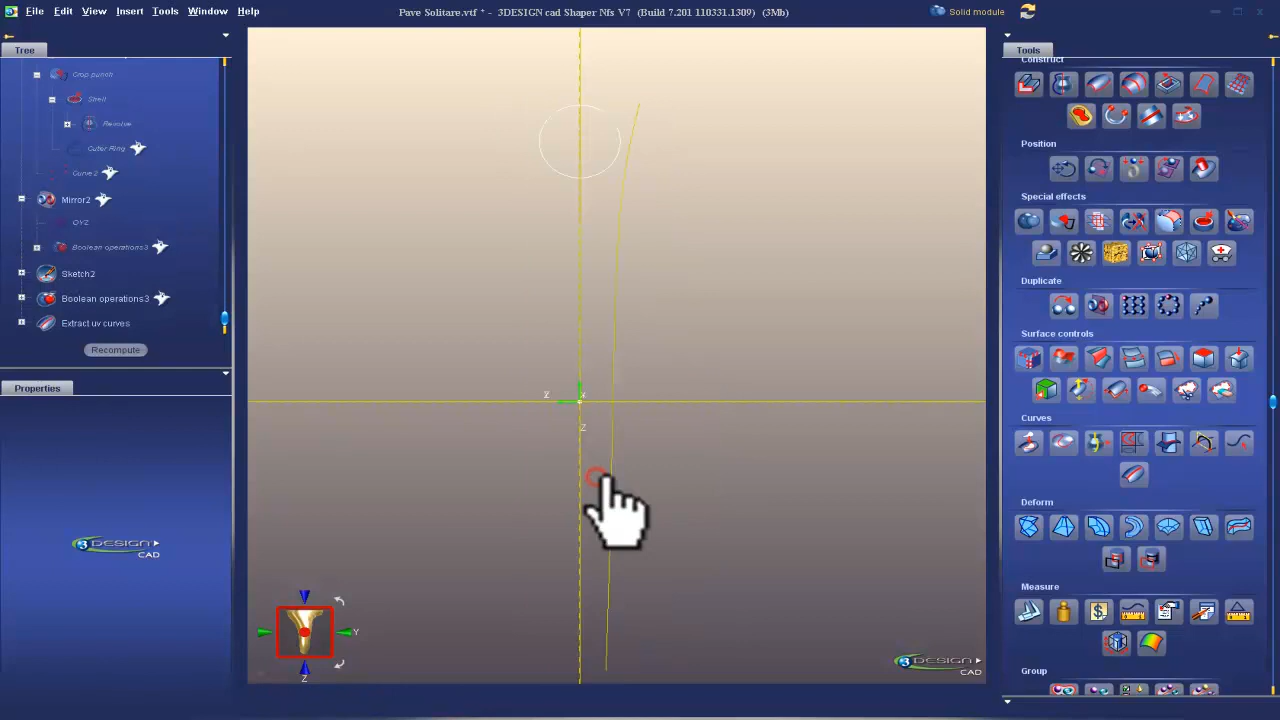 File Edit View Insert Tools Window Help
Pave Solitare.vtf * - 3DESIGN cad Shaper Nfs V7 (Build 7.201 110331.1309) (3Mb)
Solid module
Tree
Crop punch
Shell
Revolve
Outer Ring
Curve2
Mirror2
OYZ
Boolean operations3
Sketch2
Boolean operations3
Extract uv curves
Recompute
Properties
3DESIGN
CAD
Z
Z
Y
Z
3DESIGN
CAD
Tools
Construct
Position
Special effects
Duplicate
Surface controls
Curves
Deform
Measure
Group